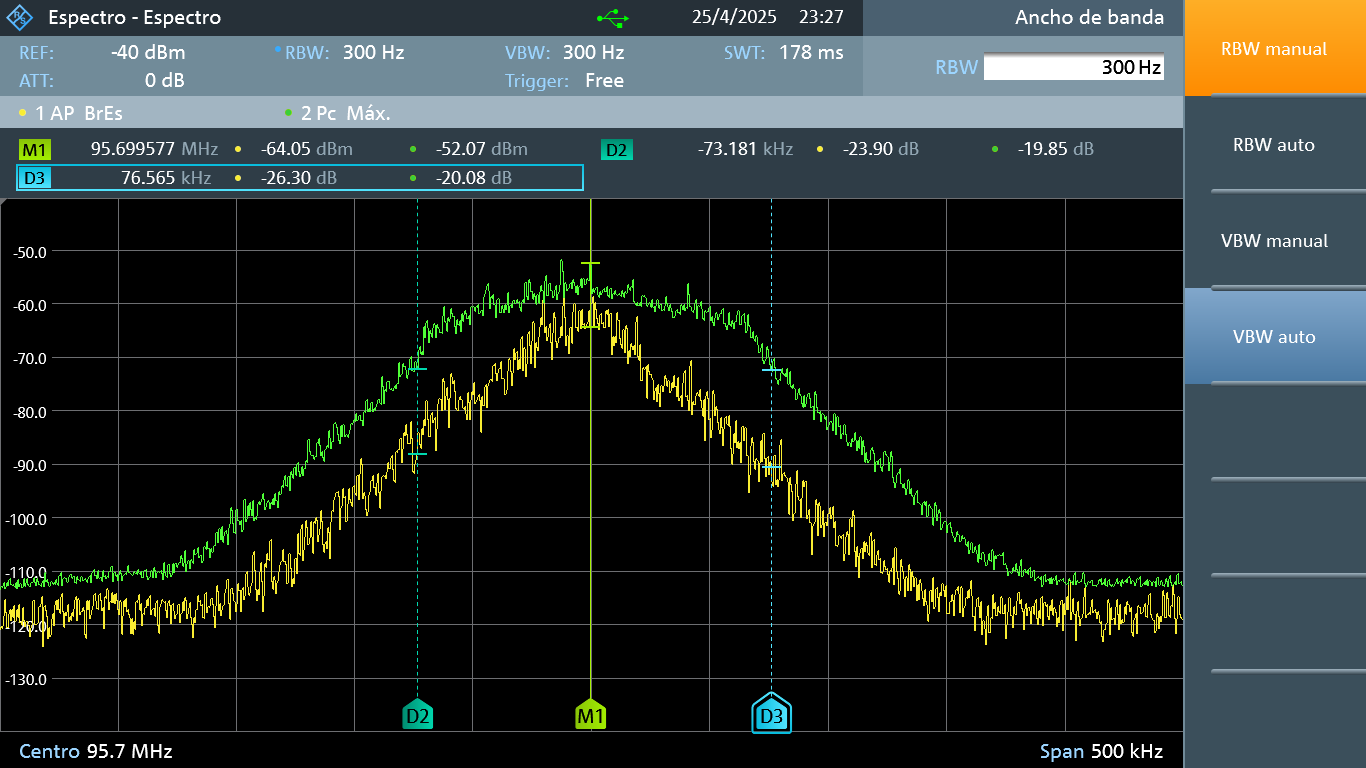 Espectro - Espectro 25/4/2025 23:27 Ancho de banda
REF: -40 dBm RBW: 300 Hz VBW: 300 Hz SWT: 178 ms RBW 300 Hz
ATT: 0 dB Trigger: Free
1 AP BrEs 2 Pc Máx.
M1 95.699577 MHz -64.05 dBm -52.07 dBm D2 -73.181 kHz -23.90 dB -19.85 dB
D3 76.565 kHz -26.30 dB -20.08 dB
-50.0
-60.0
-70.0
-80.0
-90.0
-100.0
-110.0
-120.0
-130.0
D2 M1 D3
Centro 95.7 MHz Span 500 kHz
RBW manual
RBW auto
VBW manual
VBW auto